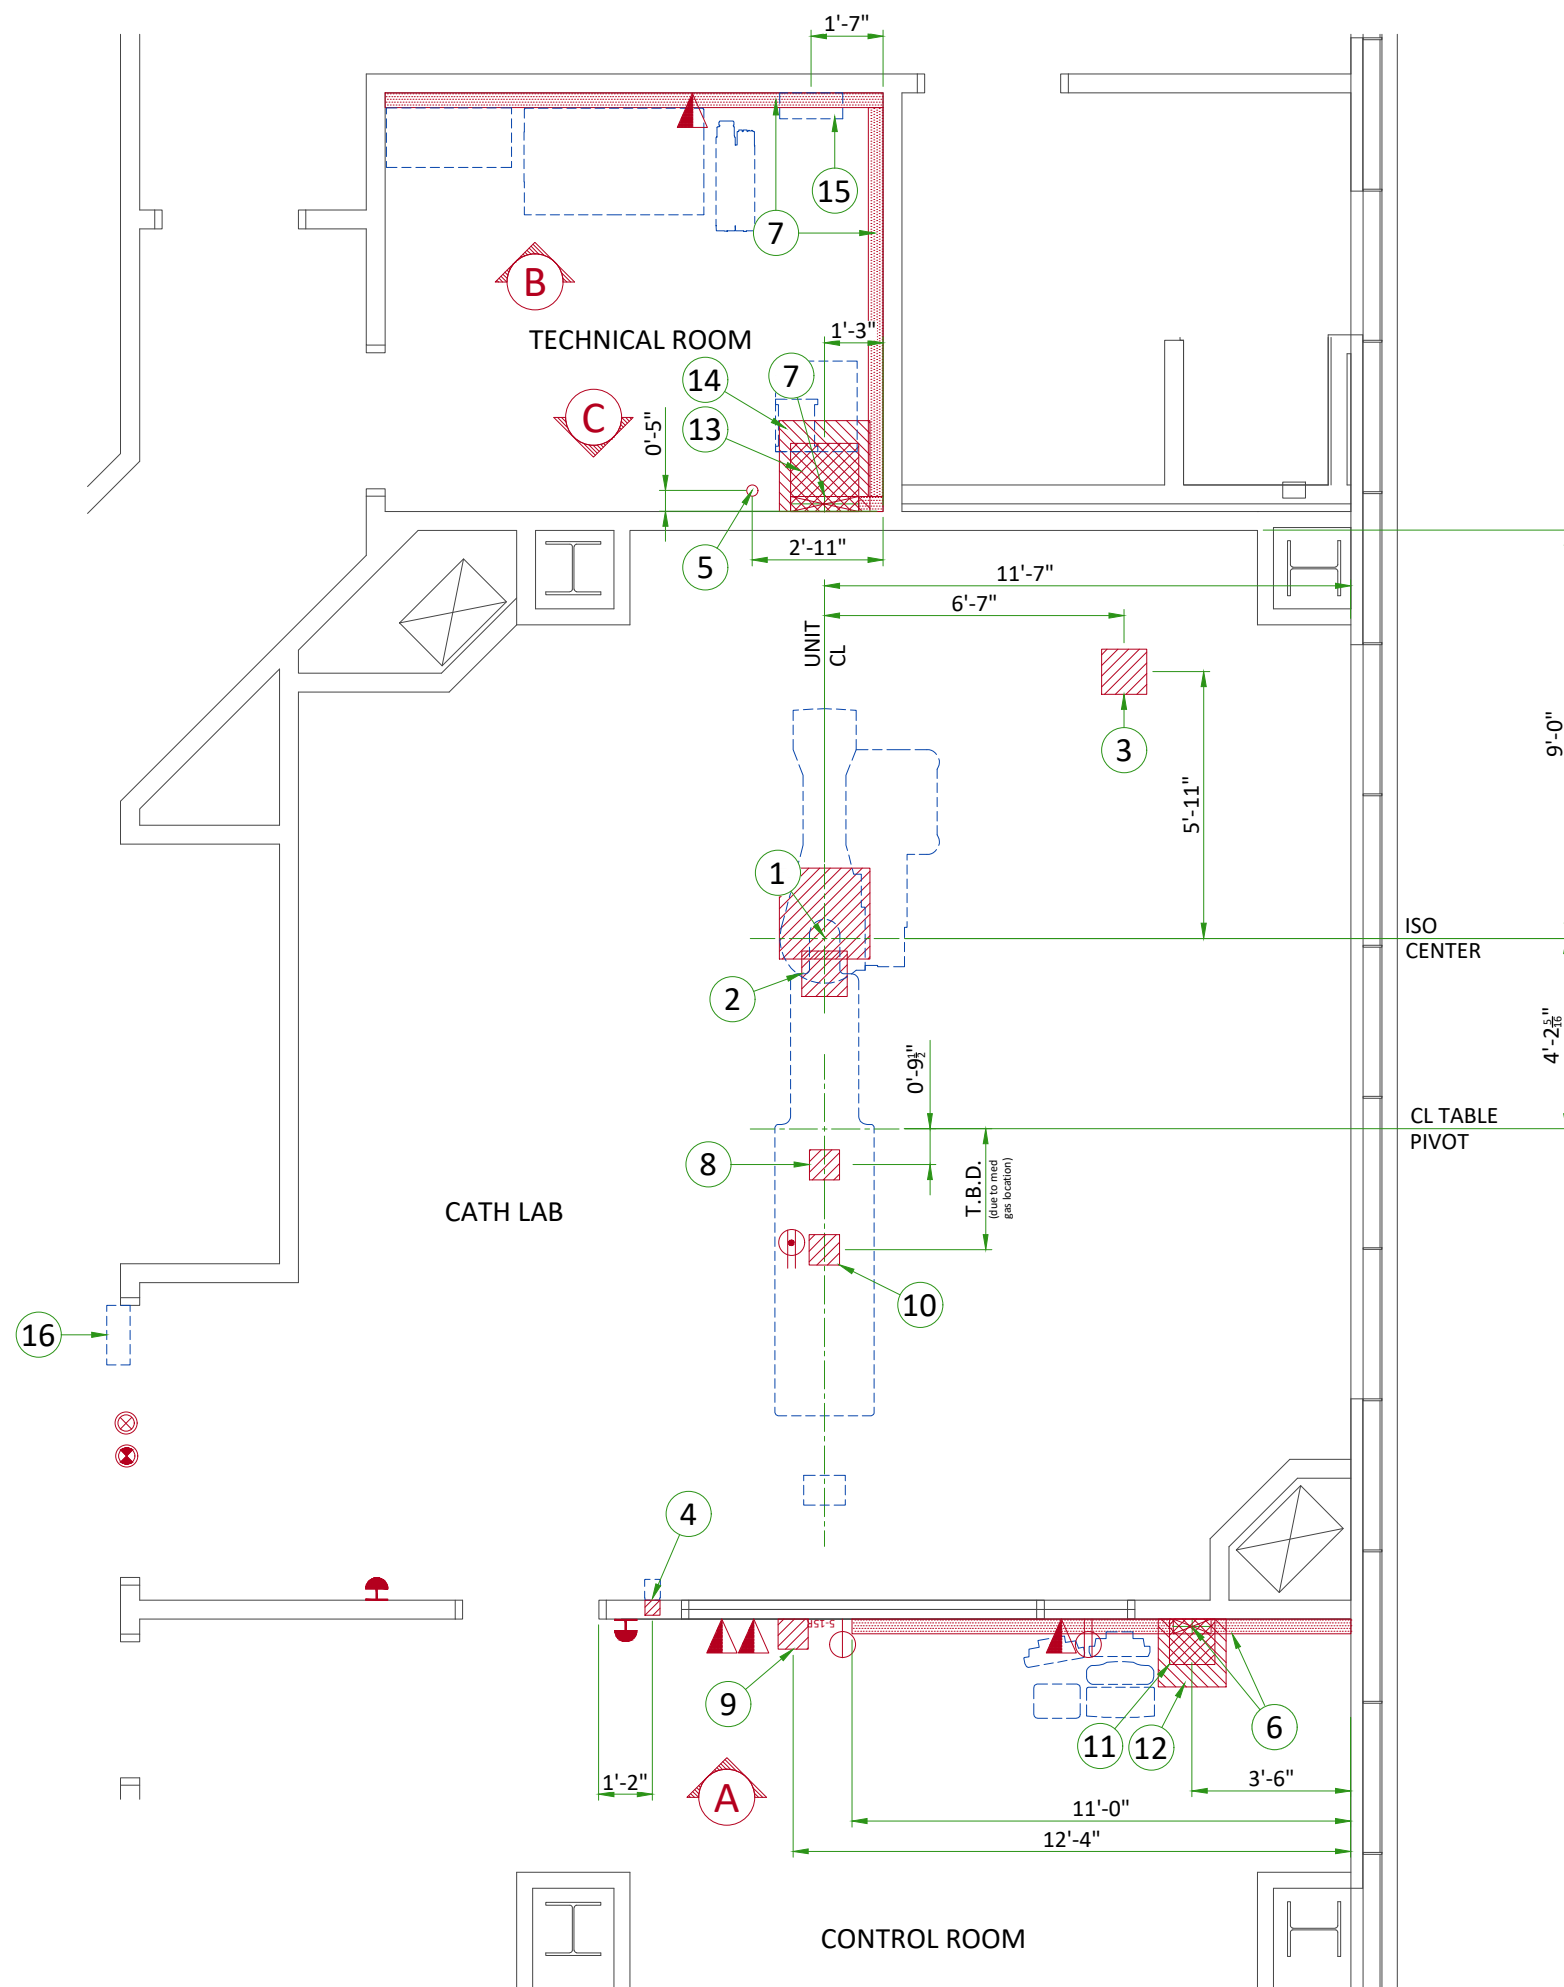 1'-7"
15
7
B
TECHNICAL ROOM
1'-3"
14
7
C
13
0'-5"
5
2'-11"
11'-7"
6'-7"
UNIT
CL
9'-0"
3
5'-11"
1
ISO
CENTER
2
4'-2 5/16"
0'-9 1/2"
CL TABLE
PIVOT
8
T.B.D.
(due to med
gas location)
CATH LAB
10
16
4
5-15R
9
6
11
12
1'-2"
A
3'-6"
11'-0"
12'-4"
CONTROL ROOM